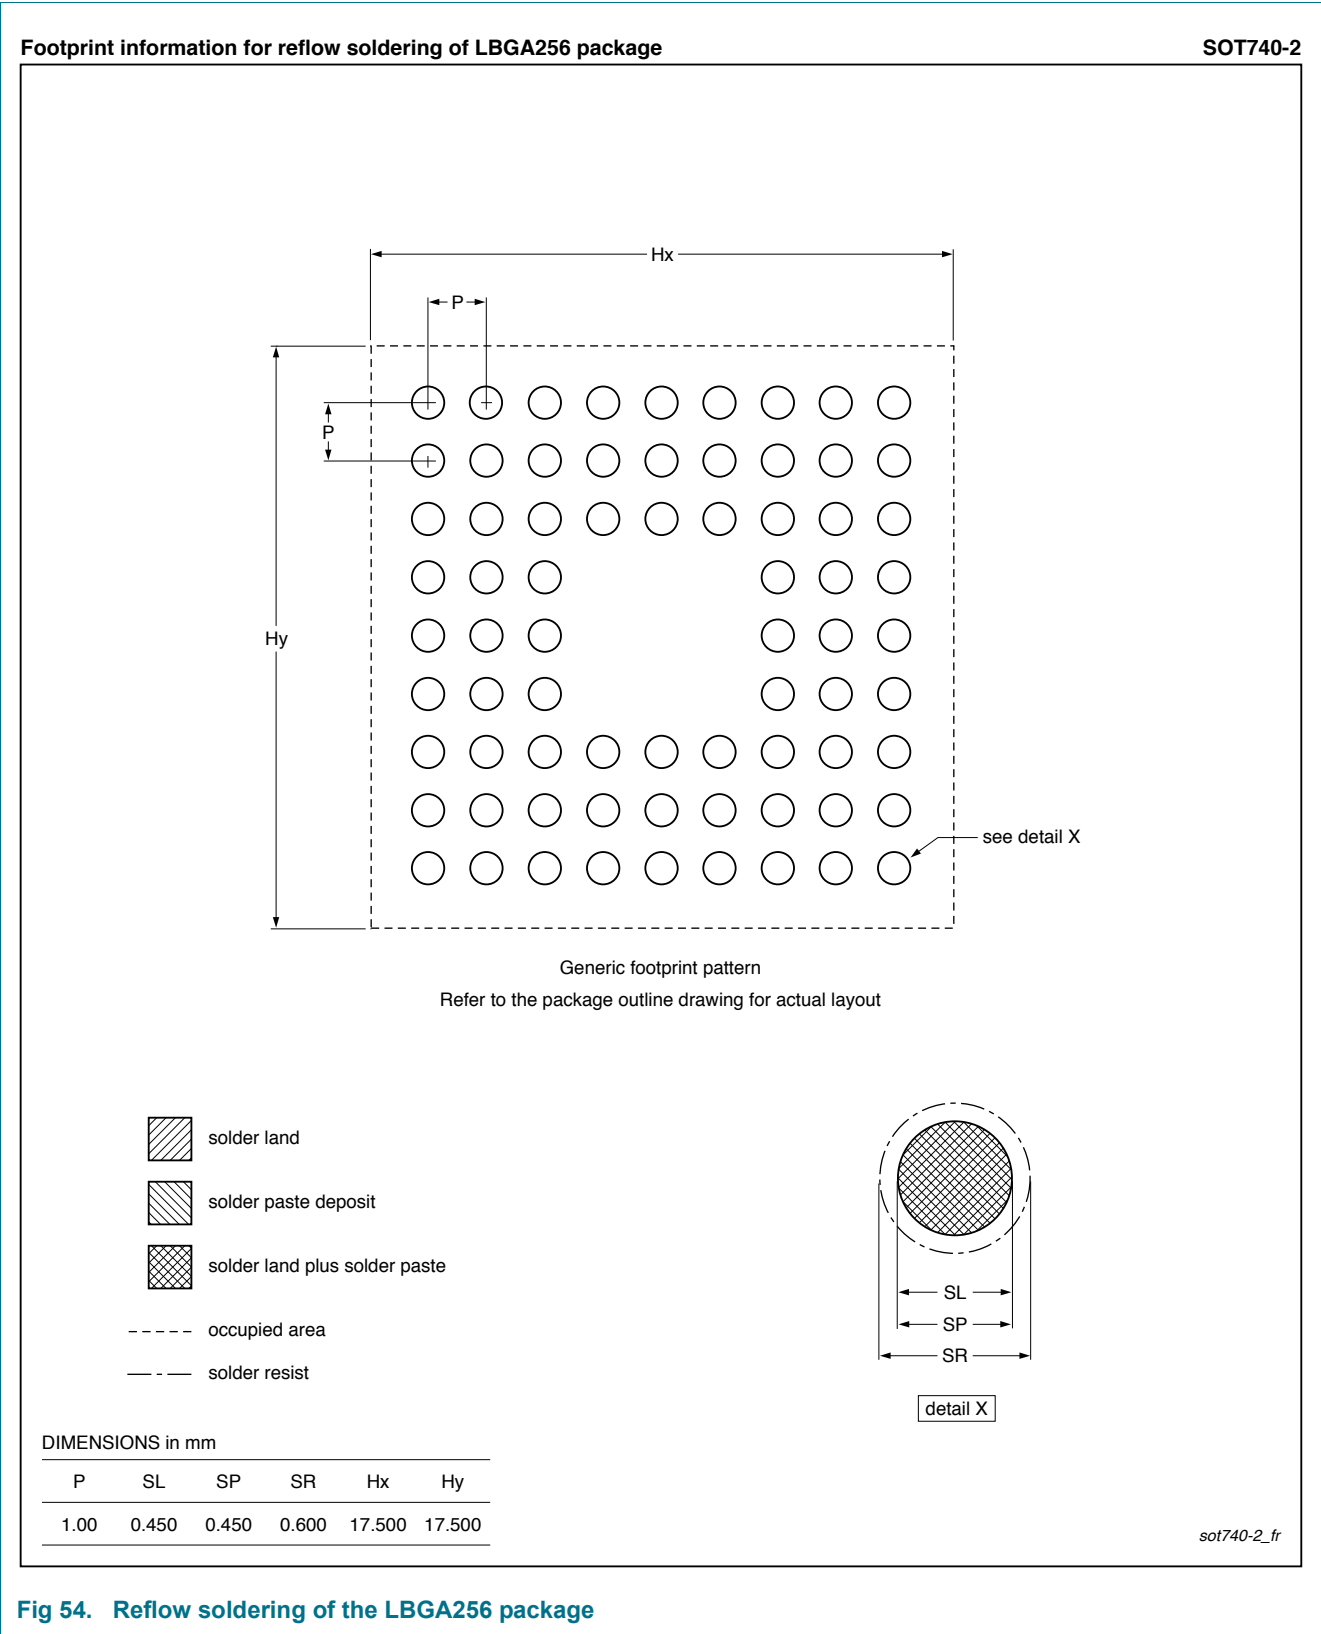 Footprint information for reflow soldering of LBGA256 package SOT740-2
Hx
P
P
Hy
see detail X
Generic footprint pattern
Refer to the package outline drawing for actual layout
solder land
solder paste deposit
solder land plus solder paste
occupied area
solder resist
SL
SP
SR
detail X
DIMENSIONS in mm
P SL SP SR Hx Hy
1.00 0.450 0.450 0.600 17.500 17.500
sot740-2_fr
Fig 54. Reflow soldering of the LBGA256 package